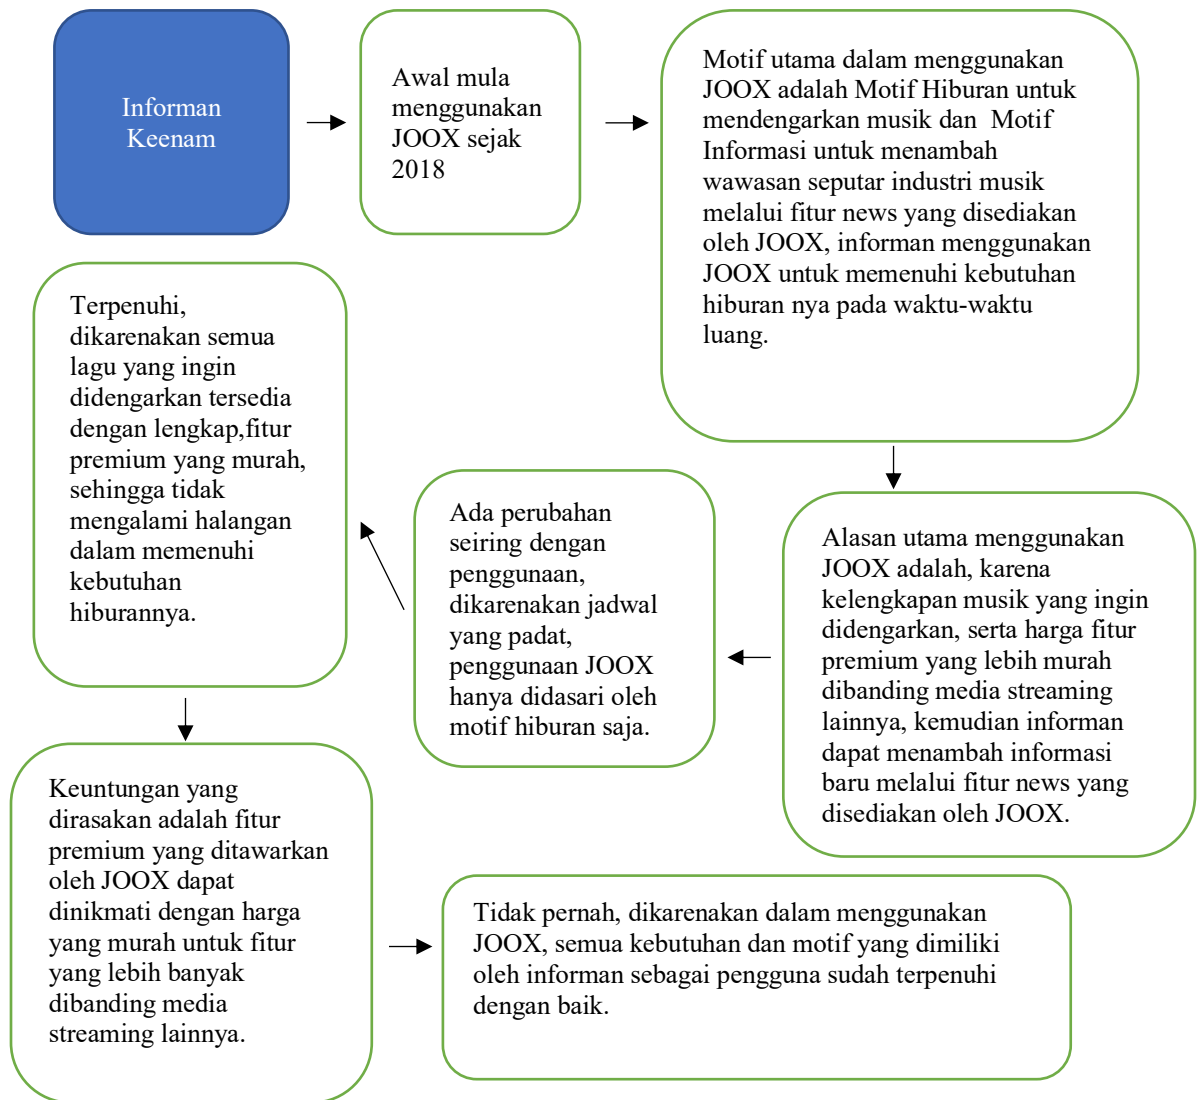 Informan
Keenam
Awal mula
menggunakan
JOOX sejak
2018
Motif utama dalam menggunakan
JOOX adalah Motif Hiburan untuk
mendengarkan musik dan  Motif
Informasi untuk menambah
wawasan seputar industri musik
melalui fitur news yang disediakan
oleh JOOX, informan menggunakan
JOOX untuk memenuhi kebutuhan
hiburan nya pada waktu-waktu
luang.
Alasan utama menggunakan
JOOX adalah, karena
kelengkapan musik yang ingin
didengarkan, serta harga fitur
premium yang lebih murah
dibanding media streaming
lainnya, kemudian informan
dapat menambah informasi
baru melalui fitur news yang
disediakan oleh JOOX.
Ada perubahan
seiring dengan
penggunaan,
dikarenakan jadwal
yang padat,
penggunaan JOOX
hanya didasari oleh
motif hiburan saja.
Terpenuhi,
dikarenakan semua
lagu yang ingin
didengarkan tersedia
dengan lengkap,fitur
premium yang murah,
sehingga tidak
mengalami halangan
dalam memenuhi
kebutuhan
hiburannya.
Keuntungan yang
dirasakan adalah fitur
premium yang ditawarkan
oleh JOOX dapat
dinikmati dengan harga
yang murah untuk fitur
yang lebih banyak
dibanding media
streaming lainnya.
Tidak pernah, dikarenakan dalam menggunakan
JOOX, semua kebutuhan dan motif yang dimiliki
oleh informan sebagai pengguna sudah terpenuhi
dengan baik.